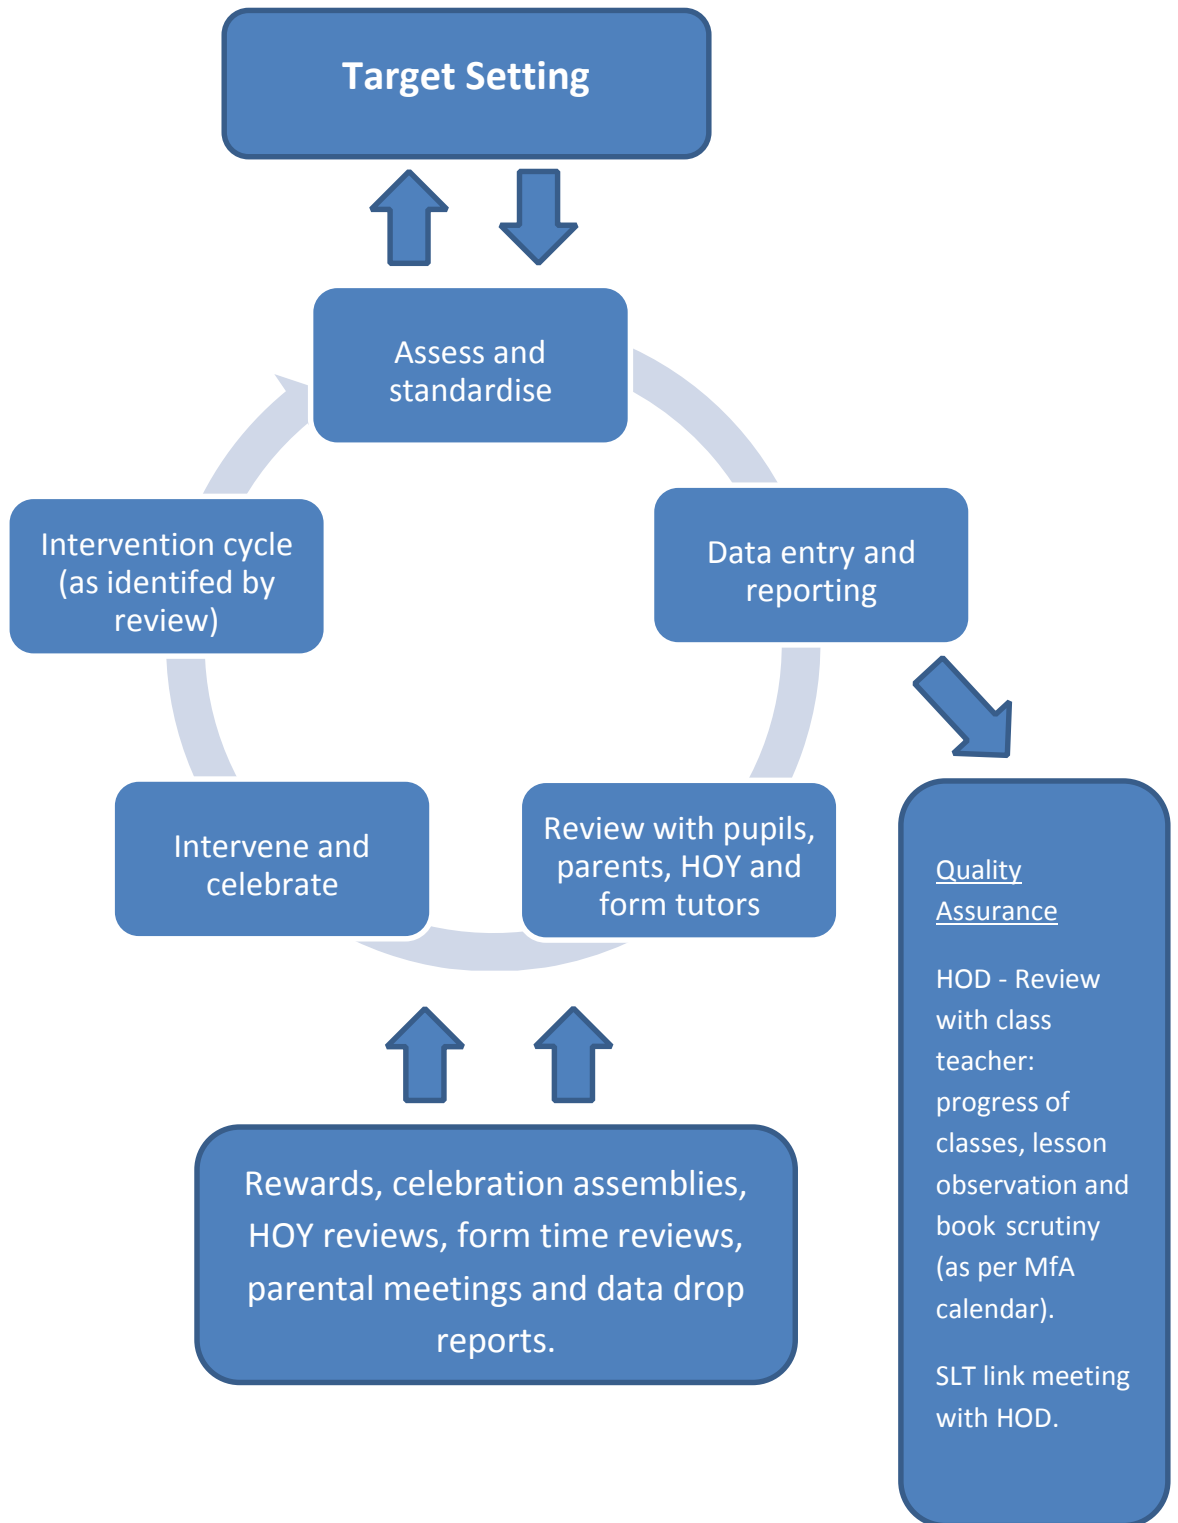 Target Setting
Assess and
standardise
Data entry and
reporting
Review with pupils,
parents, HOY and
form tutors
Intervene and
celebrate
Intervention cycle
(as identifed by
review)
Rewards, celebration assemblies,
HOY reviews, form time reviews,
parental meetings and data drop
reports.
Quality
Assurance
HOD - Review
with class
teacher:
progress of
classes, lesson
observation and
book scrutiny
(as per MfA
calendar).
SLT link meeting
with HOD.